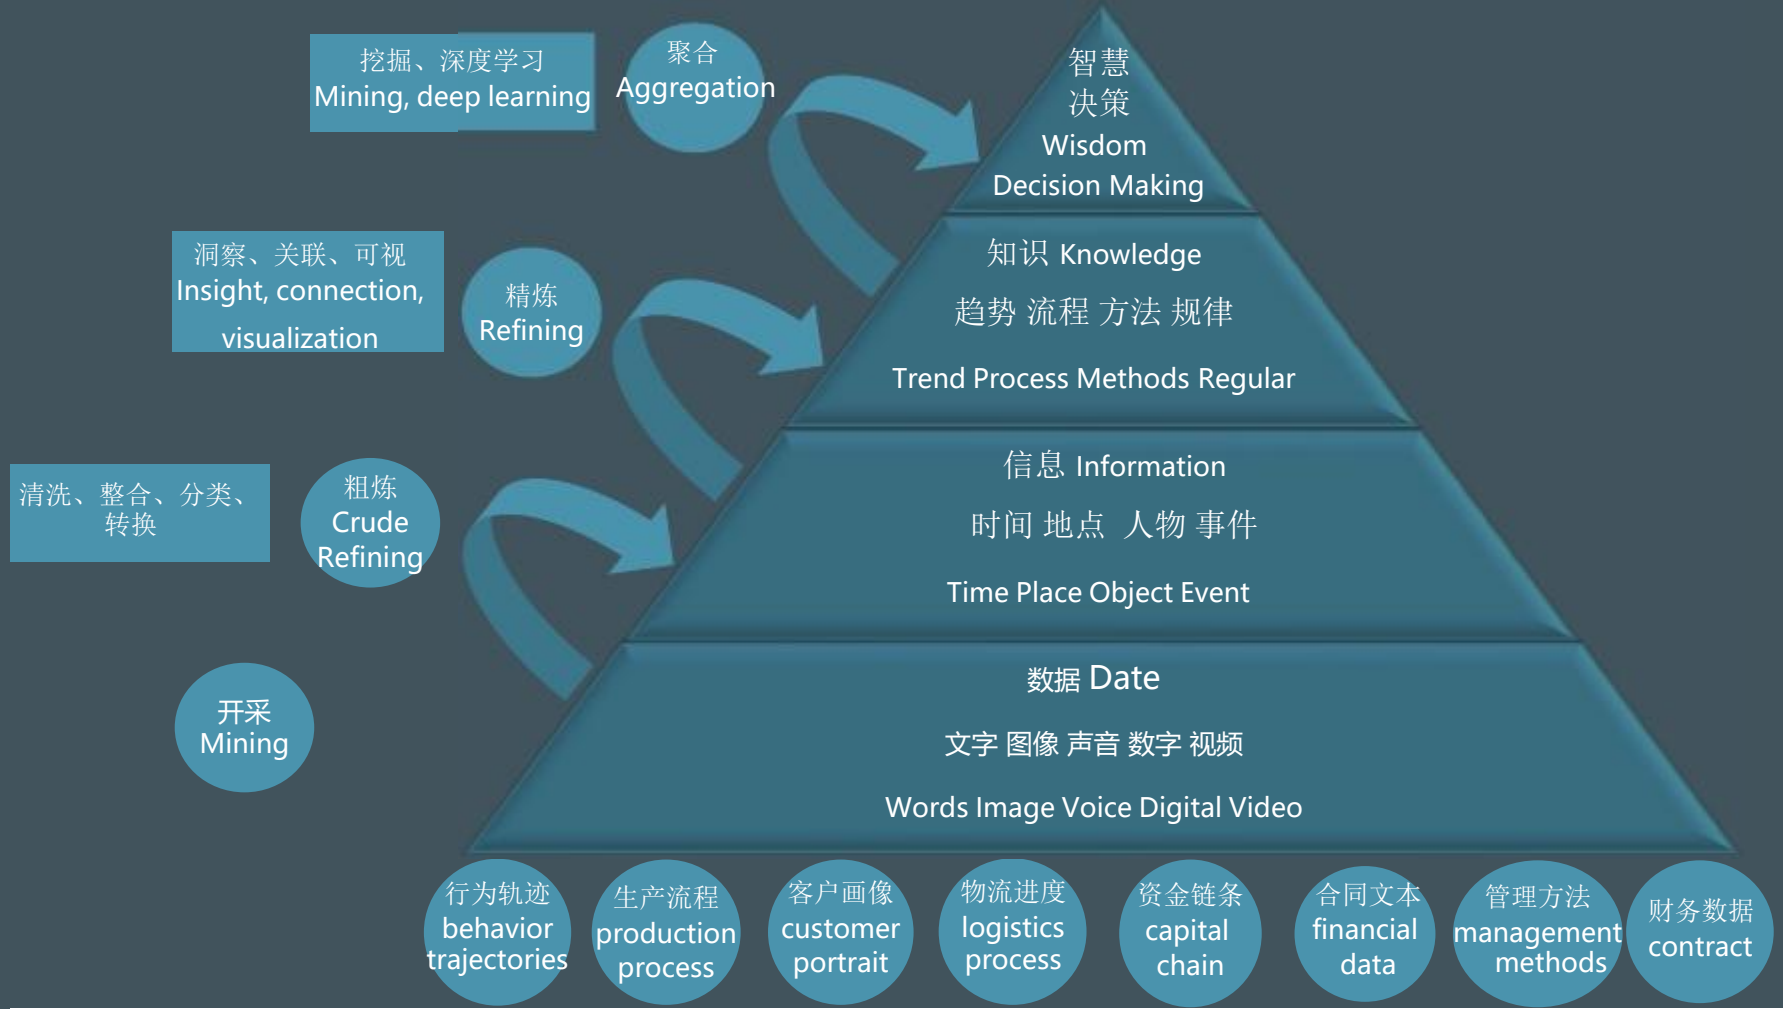 挖掘、深度学习
Mining, deep learning
聚合
Aggregation
智慧
决策
Wisdom
Decision Making
洞察、关联、可视
Insight, connection,
visualization
精炼
Refining
知识 Knowledge
趋势 流程 方法 规律
Trend Process Methods Regular
清洗、整合、分类、
转换
粗炼
Crude
Refining
信息 Information
时间 地点 人物 事件
Time Place Object Event
开采
Mining
数据 Date
文字 图像 声音 数字 视频
Words Image Voice Digital Video
行为轨迹
behavior
trajectories
生产流程
production
process
客户画像
customer
portrait
物流进度
logistics
process
资金链条
capital
chain
合同文本
financial
data
管理方法
management
methods
财务数据
contract